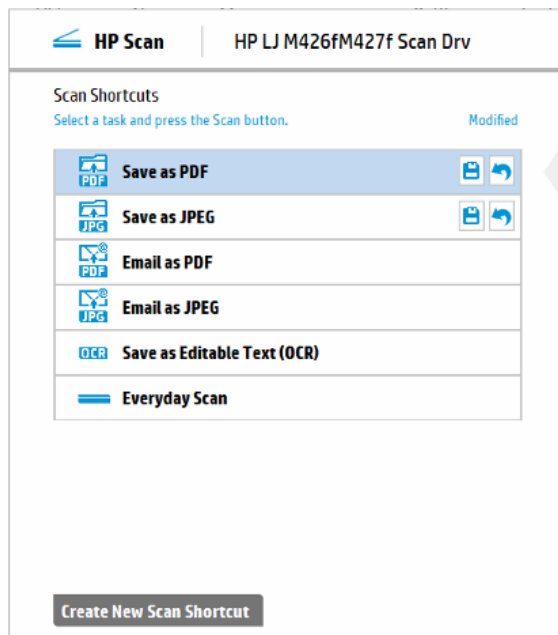 HP Scan
HP LJ M426fM427f Scan Drv
Scan Shortcuts
Select a task and press the Scan button.
Modified
PDF
Save as PDF
JPG
Save as JPEG
PDF
Email as PDF
JPG
Email as JPEG
OCR
Save as Editable Text (OCR)
Everyday Scan
Create New Scan Shortcut